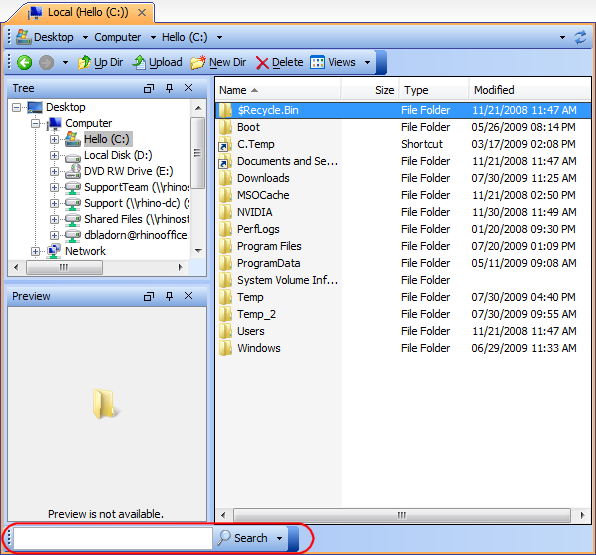 Local (Hello (C:))
Desktop Computer Hello (C:)
Up Dir Upload New Dir Delete Views
Tree
Desktop
Computer
Hello (C:)
Local Disk (D:)
DVD RW Drive (E:)
SupportTeam (\\rhinos
Support (\\rhino-dc) (S
Shared Files (\\rhinost
dbladorn@rhinooffice
Network
Name Size Type Modified
$Recycle.Bin File Folder 11/21/2008 11:47 AM
Boot File Folder 05/26/2009 08:14 PM
C.Temp Shortcut 03/17/2009 02:08 PM
Documents and Se... File Folder 11/21/2008 11:47 AM
Downloads File Folder 07/30/2009 11:25 AM
MSOCache File Folder 11/21/2008 02:50 PM
NVIDIA File Folder 11/30/2008 11:49 AM
PerfLogs File Folder 01/20/2008 09:30 PM
Program Files File Folder 07/20/2009 01:09 PM
ProgramData File Folder 05/11/2009 09:08 AM
System Volume Inf... File Folder
Temp File Folder 07/30/2009 04:40 PM
Temp_2 File Folder 07/30/2009 09:55 AM
Users File Folder 11/21/2008 11:47 AM
Windows File Folder 06/29/2009 11:33 AM
Preview
Preview is not available.
Search